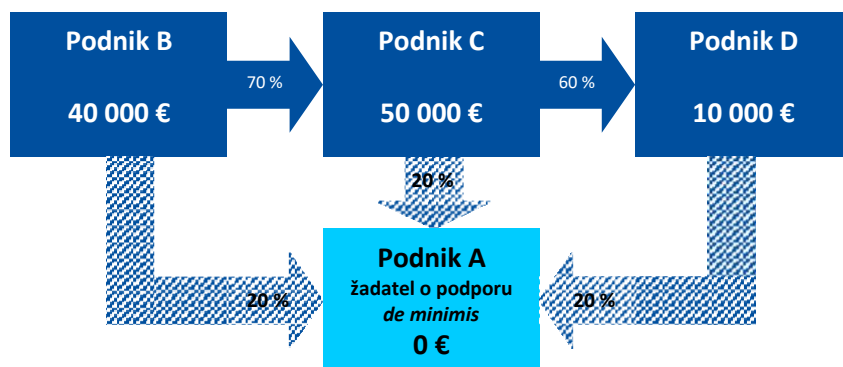 Podnik B
40 000 €
70 %
Podnik C
50 000 €
60 %
Podnik D
10 000 €
20 %
Podnik A
žadatel o podporu
de minimis
0 €
20 %
20 %